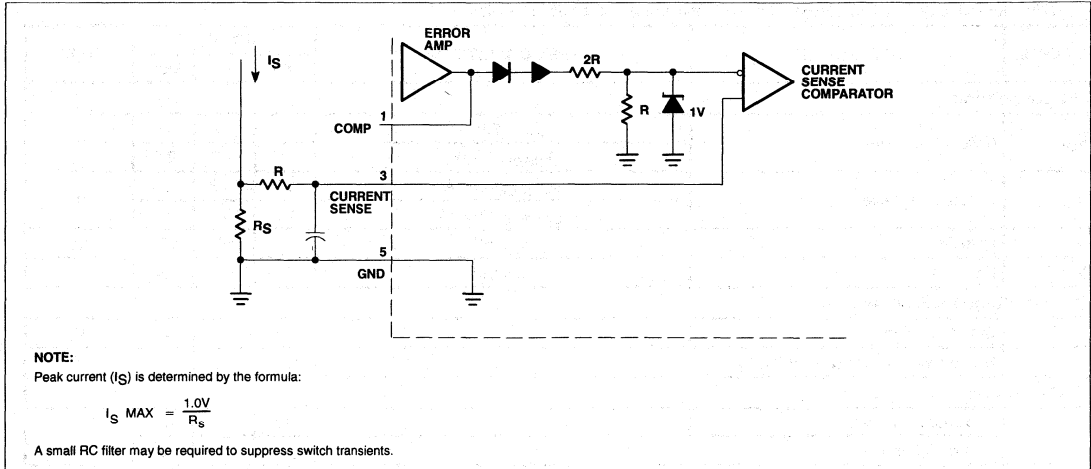 ERROR
AMP
IS
2R
CURRENT
SENSE
COMPARATOR
R
1V
1
COMP
R
3
CURRENT
SENSE
RS
5
GND
NOTE:
Peak current (IS) is determined by the formula:
IS MAX = 1.0V
Rs
A small RC filter may be required to suppress switch transients.